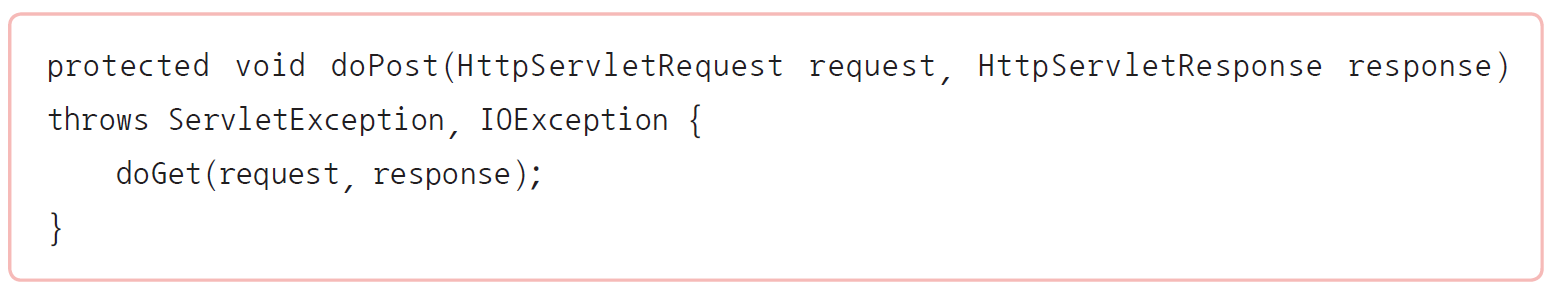 protected void doPost(HttpServletRequest request, HttpServletResponse response)
throws ServletException, IOException {
    doGet(request, response);
}